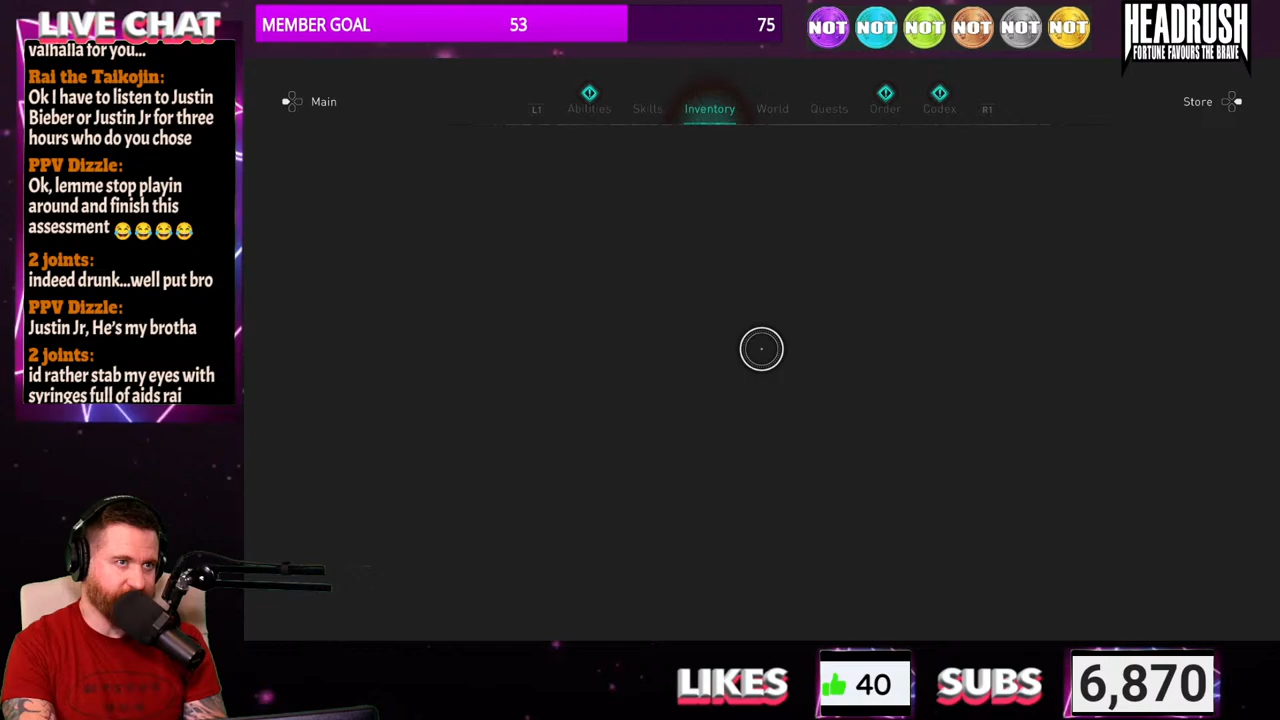 LIVE CHAT
valhalla for you...
Rai the Taikojin:
Ok I have to listen to Justin
Bieber or Justin Jr for three
hours who do you chose
PPV Dizzle:
Ok, lemme stop playin
around and finish this
assessment 😂😂😂😂
2 joints:
indeed drunk...well put bro
PPV Dizzle:
Justin Jr, He's my brotha
2 joints:
id rather stab my eyes with
syringes full of aids rai
MEMBER GOAL 53 75
NOT NOT NOT NOT NOT NOT
HEADRUSH
FORTUNE FAVOURS THE BRAVE
Main
L1 Abilities Skills Inventory World Quests Order Codex R1
Store
LIKES 40 SUBS 6,870